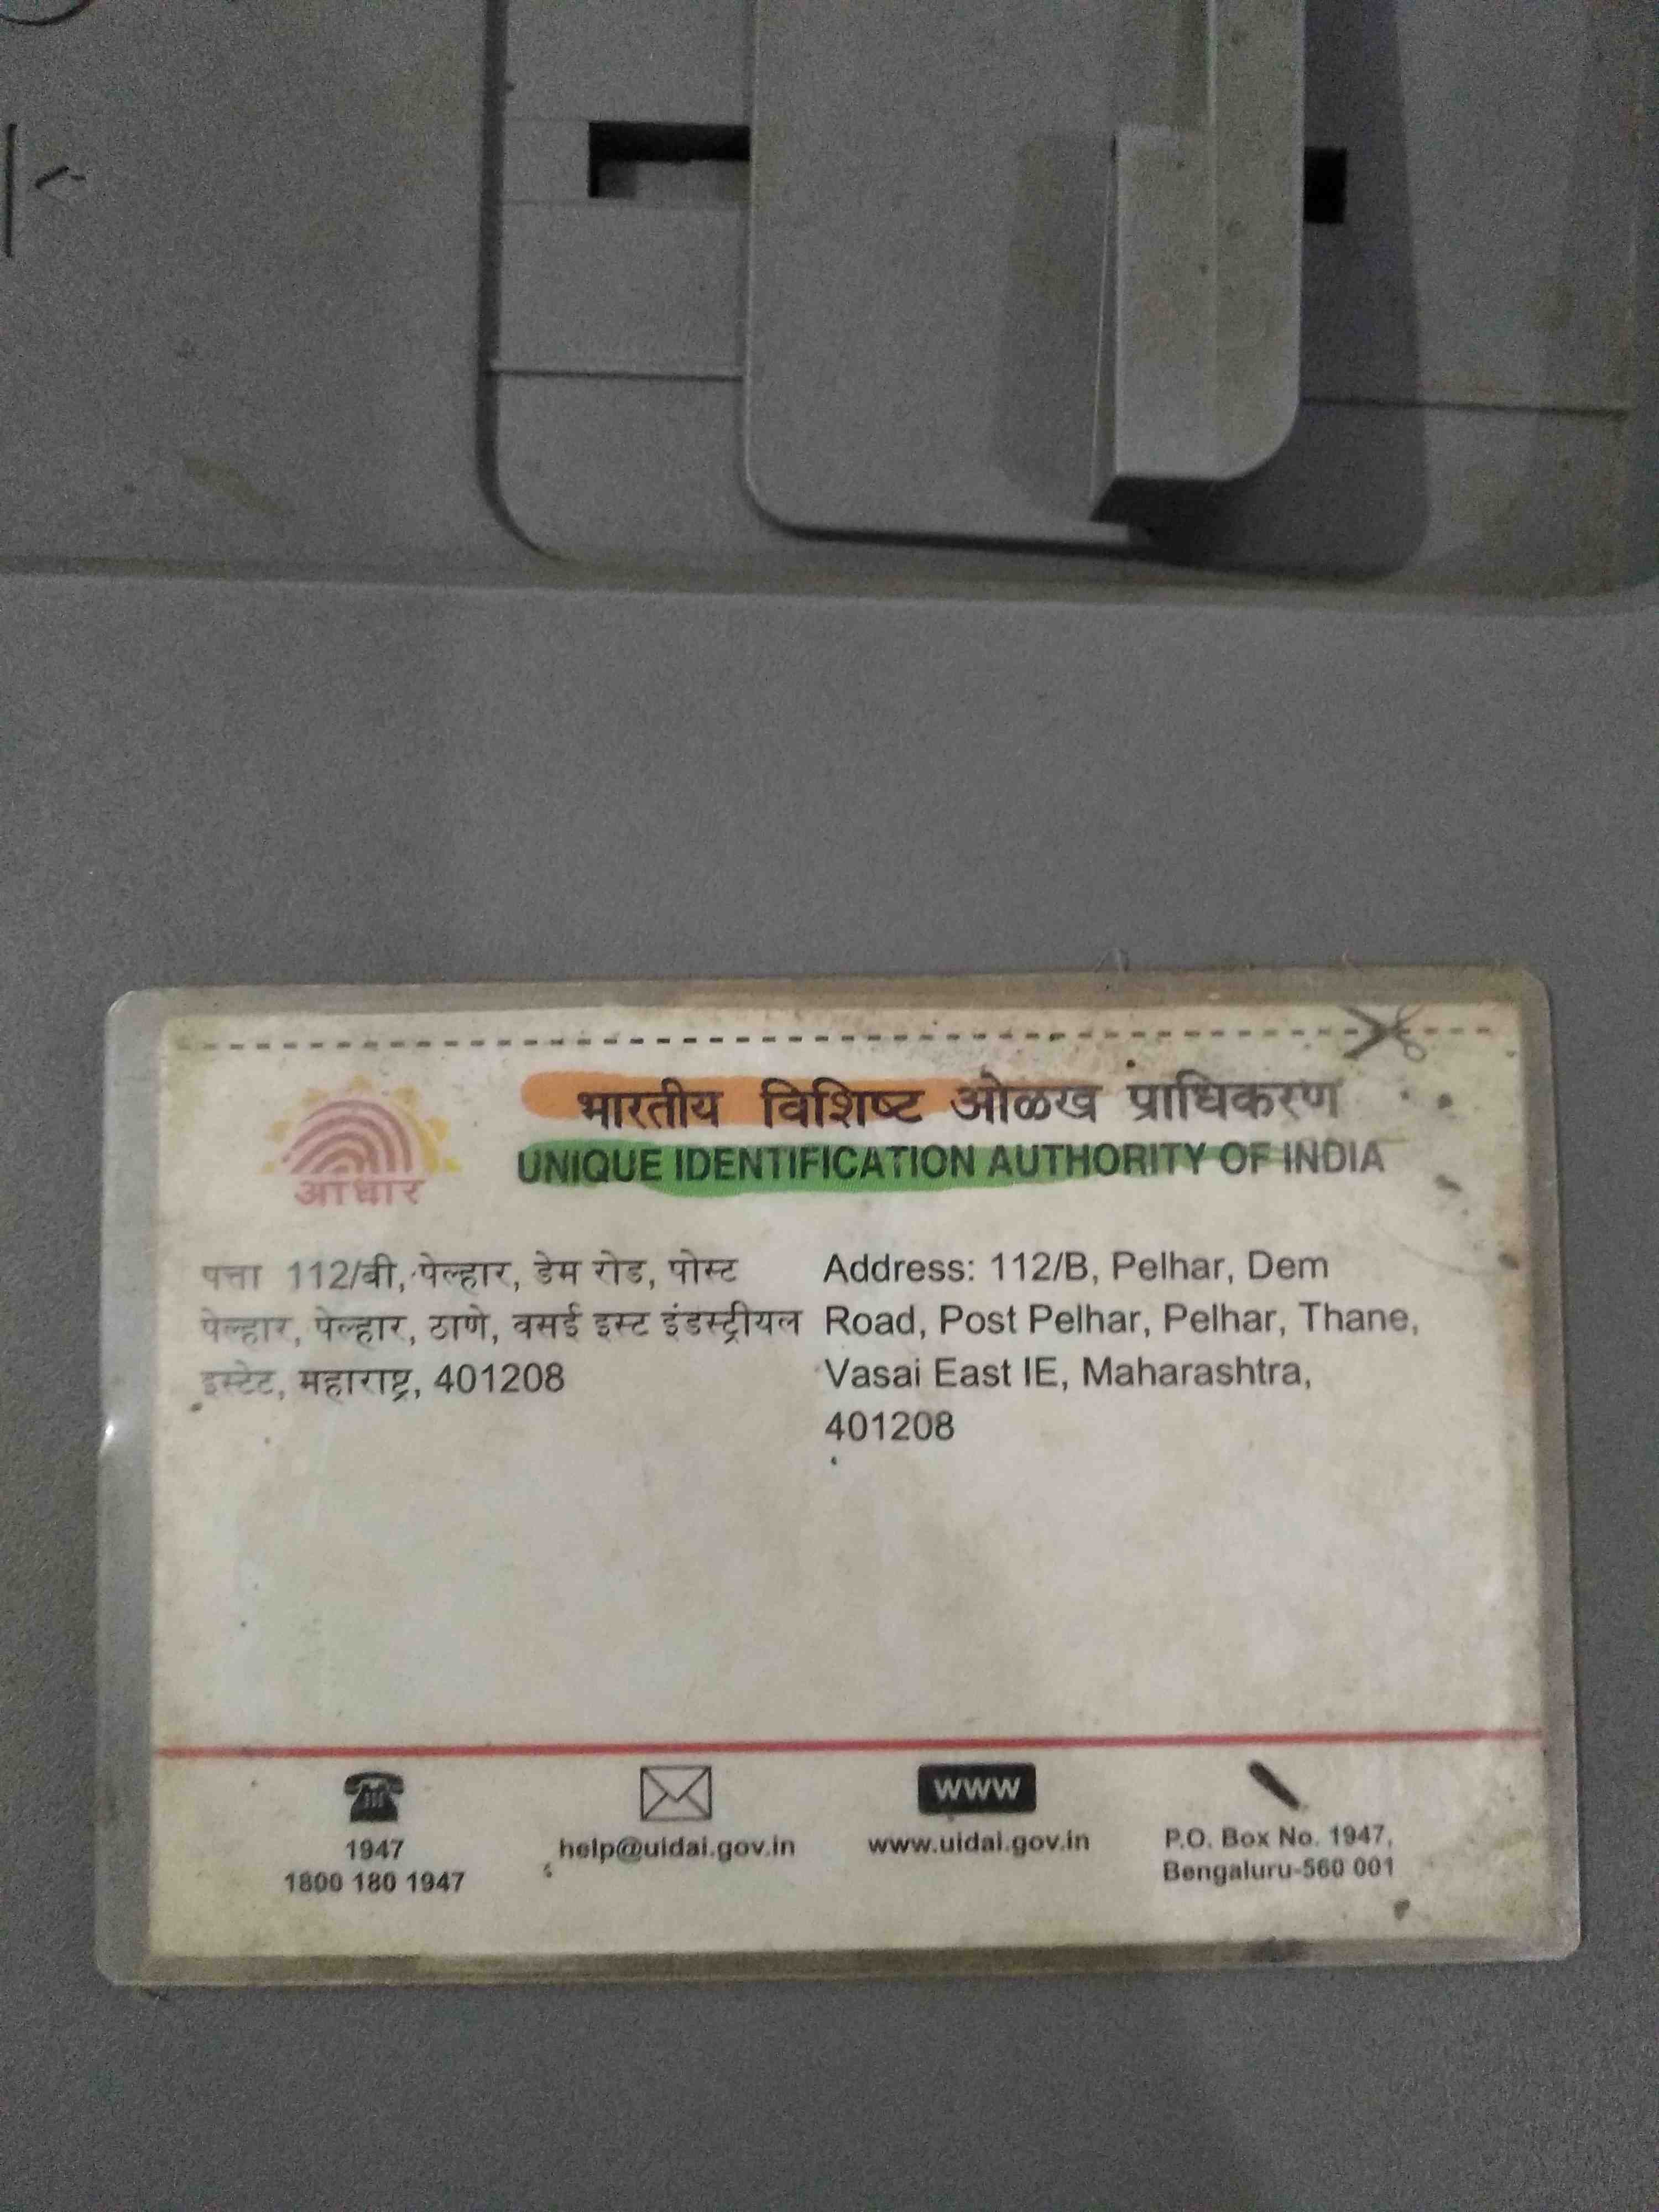 भारतीय विशिष्ट ओळख प्राधिकरण
UNIQUE IDENTIFICATION AUTHORITY OF INDIA
आधार
पत्ता 112/बी, पेल्हार, डेम रोड, पोस्ट
पेल्हार, पेल्हार, ठाणे, वसई इस्ट इंडस्ट्रीयल
इस्टेट, महाराष्ट्र, 401208
Address: 112/B, Pelhar, Dem
Road, Post Pelhar, Pelhar, Thane,
Vasai East IE, Maharashtra,
401208
1947
1800 180 1947
help@uidai.gov.in
WWW
www.uidai.gov.in
P.O. Box No. 1947,
Bengaluru-560 001